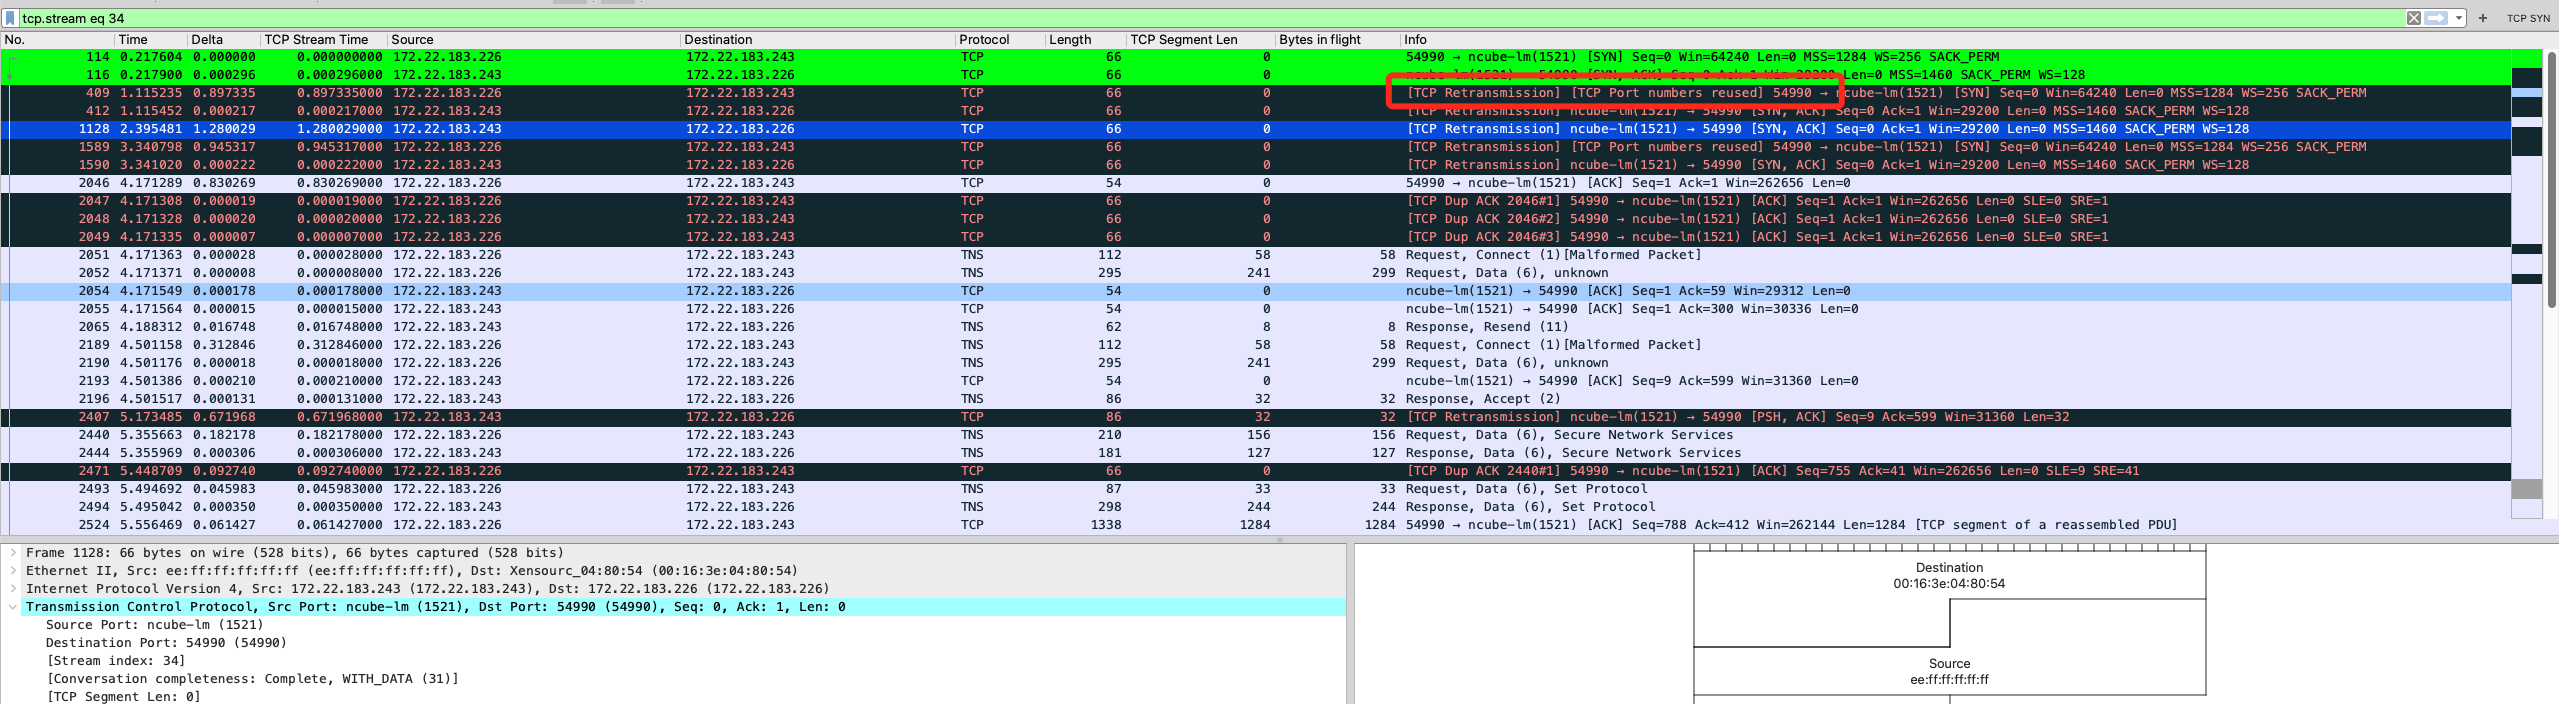 tcp.stream eq 34 + TCP SYN
No. Time Delta TCP Stream Time Source Destination Protocol Length TCP Segment Len Bytes in flight Info
114 0.217604 0.000000 0.000000000 172.22.183.226 172.22.183.243 TCP 66 0 54990 → ncube-lm(1521) [SYN] Seq=0 Win=64240 Len=0 MSS=1284 WS=256 SACK_PERM
116 0.217900 0.000296 0.000296000 172.22.183.243 172.22.183.226 TCP 66 0 ncube-lm(1521) → 54990 [SYN, ACK] Seq=0 Ack=1 Win=29200 Len=0 MSS=1460 SACK_PERM WS=128
409 1.115235 0.897335 0.897335000 172.22.183.226 172.22.183.243 TCP 66 0 [TCP Retransmission] [TCP Port numbers reused] 54990 → ncube-lm(1521) [SYN] Seq=0 Win=64240 Len=0 MSS=1284 WS=256 SACK_PERM
412 1.115452 0.000217 0.000217000 172.22.183.243 172.22.183.226 TCP 66 0 [TCP Retransmission] ncube-lm(1521) → 54990 [SYN, ACK] Seq=0 Ack=1 Win=29200 Len=0 MSS=1460 SACK_PERM WS=128
1128 2.395481 1.280029 1.280029000 172.22.183.243 172.22.183.226 TCP 66 0 [TCP Retransmission] ncube-lm(1521) → 54990 [SYN, ACK] Seq=0 Ack=1 Win=29200 Len=0 MSS=1460 SACK_PERM WS=128
1589 3.340798 0.945317 0.945317000 172.22.183.226 172.22.183.243 TCP 66 0 [TCP Retransmission] [TCP Port numbers reused] 54990 → ncube-lm(1521) [SYN] Seq=0 Win=64240 Len=0 MSS=1284 WS=256 SACK_PERM
1590 3.341020 0.000222 0.000222000 172.22.183.243 172.22.183.226 TCP 66 0 [TCP Retransmission] ncube-lm(1521) → 54990 [SYN, ACK] Seq=0 Ack=1 Win=29200 Len=0 MSS=1460 SACK_PERM WS=128
2046 4.171289 0.830269 0.830269000 172.22.183.226 172.22.183.243 TCP 54 0 54990 → ncube-lm(1521) [ACK] Seq=1 Ack=1 Win=262656 Len=0
2047 4.171308 0.000019 0.000019000 172.22.183.226 172.22.183.243 TCP 66 0 [TCP Dup ACK 2046#1] 54990 → ncube-lm(1521) [ACK] Seq=1 Ack=1 Win=262656 Len=0 SLE=0 SRE=1
2048 4.171328 0.000020 0.000020000 172.22.183.226 172.22.183.243 TCP 66 0 [TCP Dup ACK 2046#2] 54990 → ncube-lm(1521) [ACK] Seq=1 Ack=1 Win=262656 Len=0 SLE=0 SRE=1
2049 4.171335 0.000007 0.000007000 172.22.183.226 172.22.183.243 TCP 66 0 [TCP Dup ACK 2046#3] 54990 → ncube-lm(1521) [ACK] Seq=1 Ack=1 Win=262656 Len=0 SLE=0 SRE=1
2051 4.171363 0.000028 0.000028000 172.22.183.226 172.22.183.243 TNS 112 58 58 Request, Connect (1)[Malformed Packet]
2052 4.171371 0.000008 0.000008000 172.22.183.226 172.22.183.243 TNS 295 241 299 Request, Data (6), unknown
2054 4.171549 0.000178 0.000178000 172.22.183.243 172.22.183.226 TCP 54 0 ncube-lm(1521) → 54990 [ACK] Seq=1 Ack=59 Win=29312 Len=0
2055 4.171564 0.000015 0.000015000 172.22.183.243 172.22.183.226 TCP 54 0 ncube-lm(1521) → 54990 [ACK] Seq=1 Ack=300 Win=30336 Len=0
2065 4.188312 0.016748 0.016748000 172.22.183.243 172.22.183.226 TNS 62 8 8 Response, Resend (11)
2189 4.501158 0.312846 0.312846000 172.22.183.226 172.22.183.243 TNS 112 58 58 Request, Connect (1)[Malformed Packet]
2190 4.501176 0.000018 0.000018000 172.22.183.226 172.22.183.243 TNS 295 241 299 Request, Data (6), unknown
2193 4.501386 0.000210 0.000210000 172.22.183.243 172.22.183.226 TCP 54 0 ncube-lm(1521) → 54990 [ACK] Seq=9 Ack=599 Win=31360 Len=0
2196 4.501517 0.000131 0.000131000 172.22.183.243 172.22.183.226 TNS 86 32 32 Response, Accept (2)
2407 5.173485 0.671968 0.671968000 172.22.183.243 172.22.183.226 TCP 86 32 32 [TCP Retransmission] ncube-lm(1521) → 54990 [PSH, ACK] Seq=9 Ack=599 Win=31360 Len=32
2440 5.355663 0.182178 0.182178000 172.22.183.226 172.22.183.243 TNS 210 156 156 Request, Data (6), Secure Network Services
2444 5.355969 0.000306 0.000306000 172.22.183.243 172.22.183.226 TNS 181 127 127 Response, Data (6), Secure Network Services
2471 5.448709 0.092740 0.092740000 172.22.183.226 172.22.183.243 TCP 66 0 [TCP Dup ACK 2440#1] 54990 → ncube-lm(1521) [ACK] Seq=755 Ack=41 Win=262656 Len=0 SLE=9 SRE=41
2493 5.494692 0.045983 0.045983000 172.22.183.226 172.22.183.243 TNS 87 33 33 Request, Data (6), Set Protocol
2494 5.495042 0.000350 0.000350000 172.22.183.243 172.22.183.226 TNS 298 244 244 Response, Data (6), Set Protocol
2524 5.556469 0.061427 0.061427000 172.22.183.226 172.22.183.243 TCP 1338 1284 1284 54990 → ncube-lm(1521) [ACK] Seq=788 Ack=412 Win=262144 Len=1284 [TCP segment of a reassembled PDU]
Frame 1128: 66 bytes on wire (528 bits), 66 bytes captured (528 bits)
Ethernet II, Src: ee:ff:ff:ff:ff:ff (ee:ff:ff:ff:ff:ff), Dst: Xensourc_04:80:54 (00:16:3e:04:80:54)
Internet Protocol Version 4, Src: 172.22.183.243 (172.22.183.243), Dst: 172.22.183.226 (172.22.183.226)
Transmission Control Protocol, Src Port: ncube-lm (1521), Dst Port: 54990 (54990), Seq: 0, Ack: 1, Len: 0
Source Port: ncube-lm (1521)
Destination Port: 54990 (54990)
[Stream index: 34]
[Conversation completeness: Complete, WITH_DATA (31)]
[TCP Segment Len: 0]
Destination
00:16:3e:04:80:54
Source
ee:ff:ff:ff:ff:ff